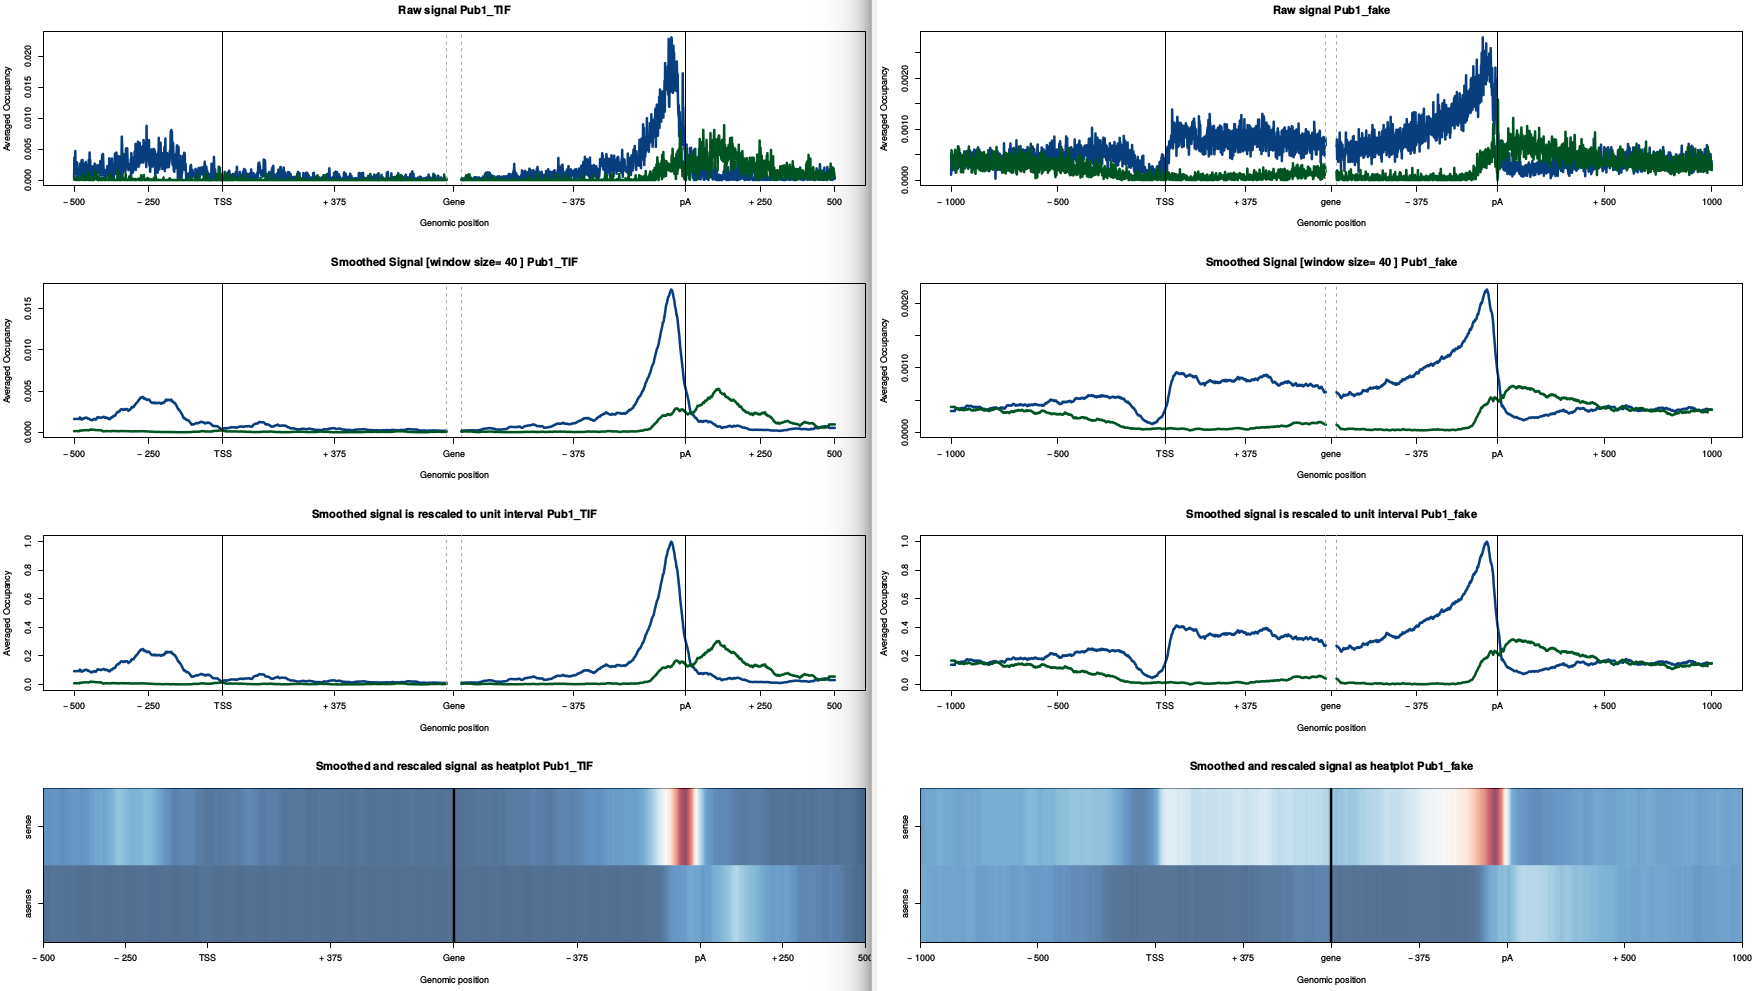 Raw signal Pub1_TIF
Averaged Occupancy
0.000 0.005 0.010 0.015 0.020
− 500 − 250 TSS + 375 Gene − 375 pA + 250 500
Genomic position
Smoothed Signal [window size= 40 ] Pub1_TIF
Averaged Occupancy
0.000 0.005 0.010 0.015
− 500 − 250 TSS + 375 Gene − 375 pA + 250 500
Genomic position
Smoothed signal is rescaled to unit interval Pub1_TIF
Averaged Occupancy
0.0 0.2 0.4 0.6 0.8 1.0
− 500 − 250 TSS + 375 Gene − 375 pA + 250 500
Genomic position
Smoothed and rescaled signal as heatplot Pub1_TIF
sense
asense
− 500 − 250 TSS + 375 Gene − 375 pA + 250 500
Genomic position
Raw signal Pub1_fake
Averaged Occupancy
0.0000 0.0010 0.0020
− 1000 − 500 TSS + 375 gene − 375 pA + 500 1000
Genomic position
Smoothed Signal [window size= 40 ] Pub1_fake
Averaged Occupancy
0.0000 0.0010 0.0020
− 1000 − 500 TSS + 375 gene − 375 pA + 500 1000
Genomic position
Smoothed signal is rescaled to unit interval Pub1_fake
Averaged Occupancy
0.0 0.2 0.4 0.6 0.8 1.0
− 1000 − 500 TSS + 375 gene − 375 pA + 500 1000
Genomic position
Smoothed and rescaled signal as heatplot Pub1_fake
sense
asense
− 1000 − 500 TSS + 375 gene − 375 pA + 500 1000
Genomic position